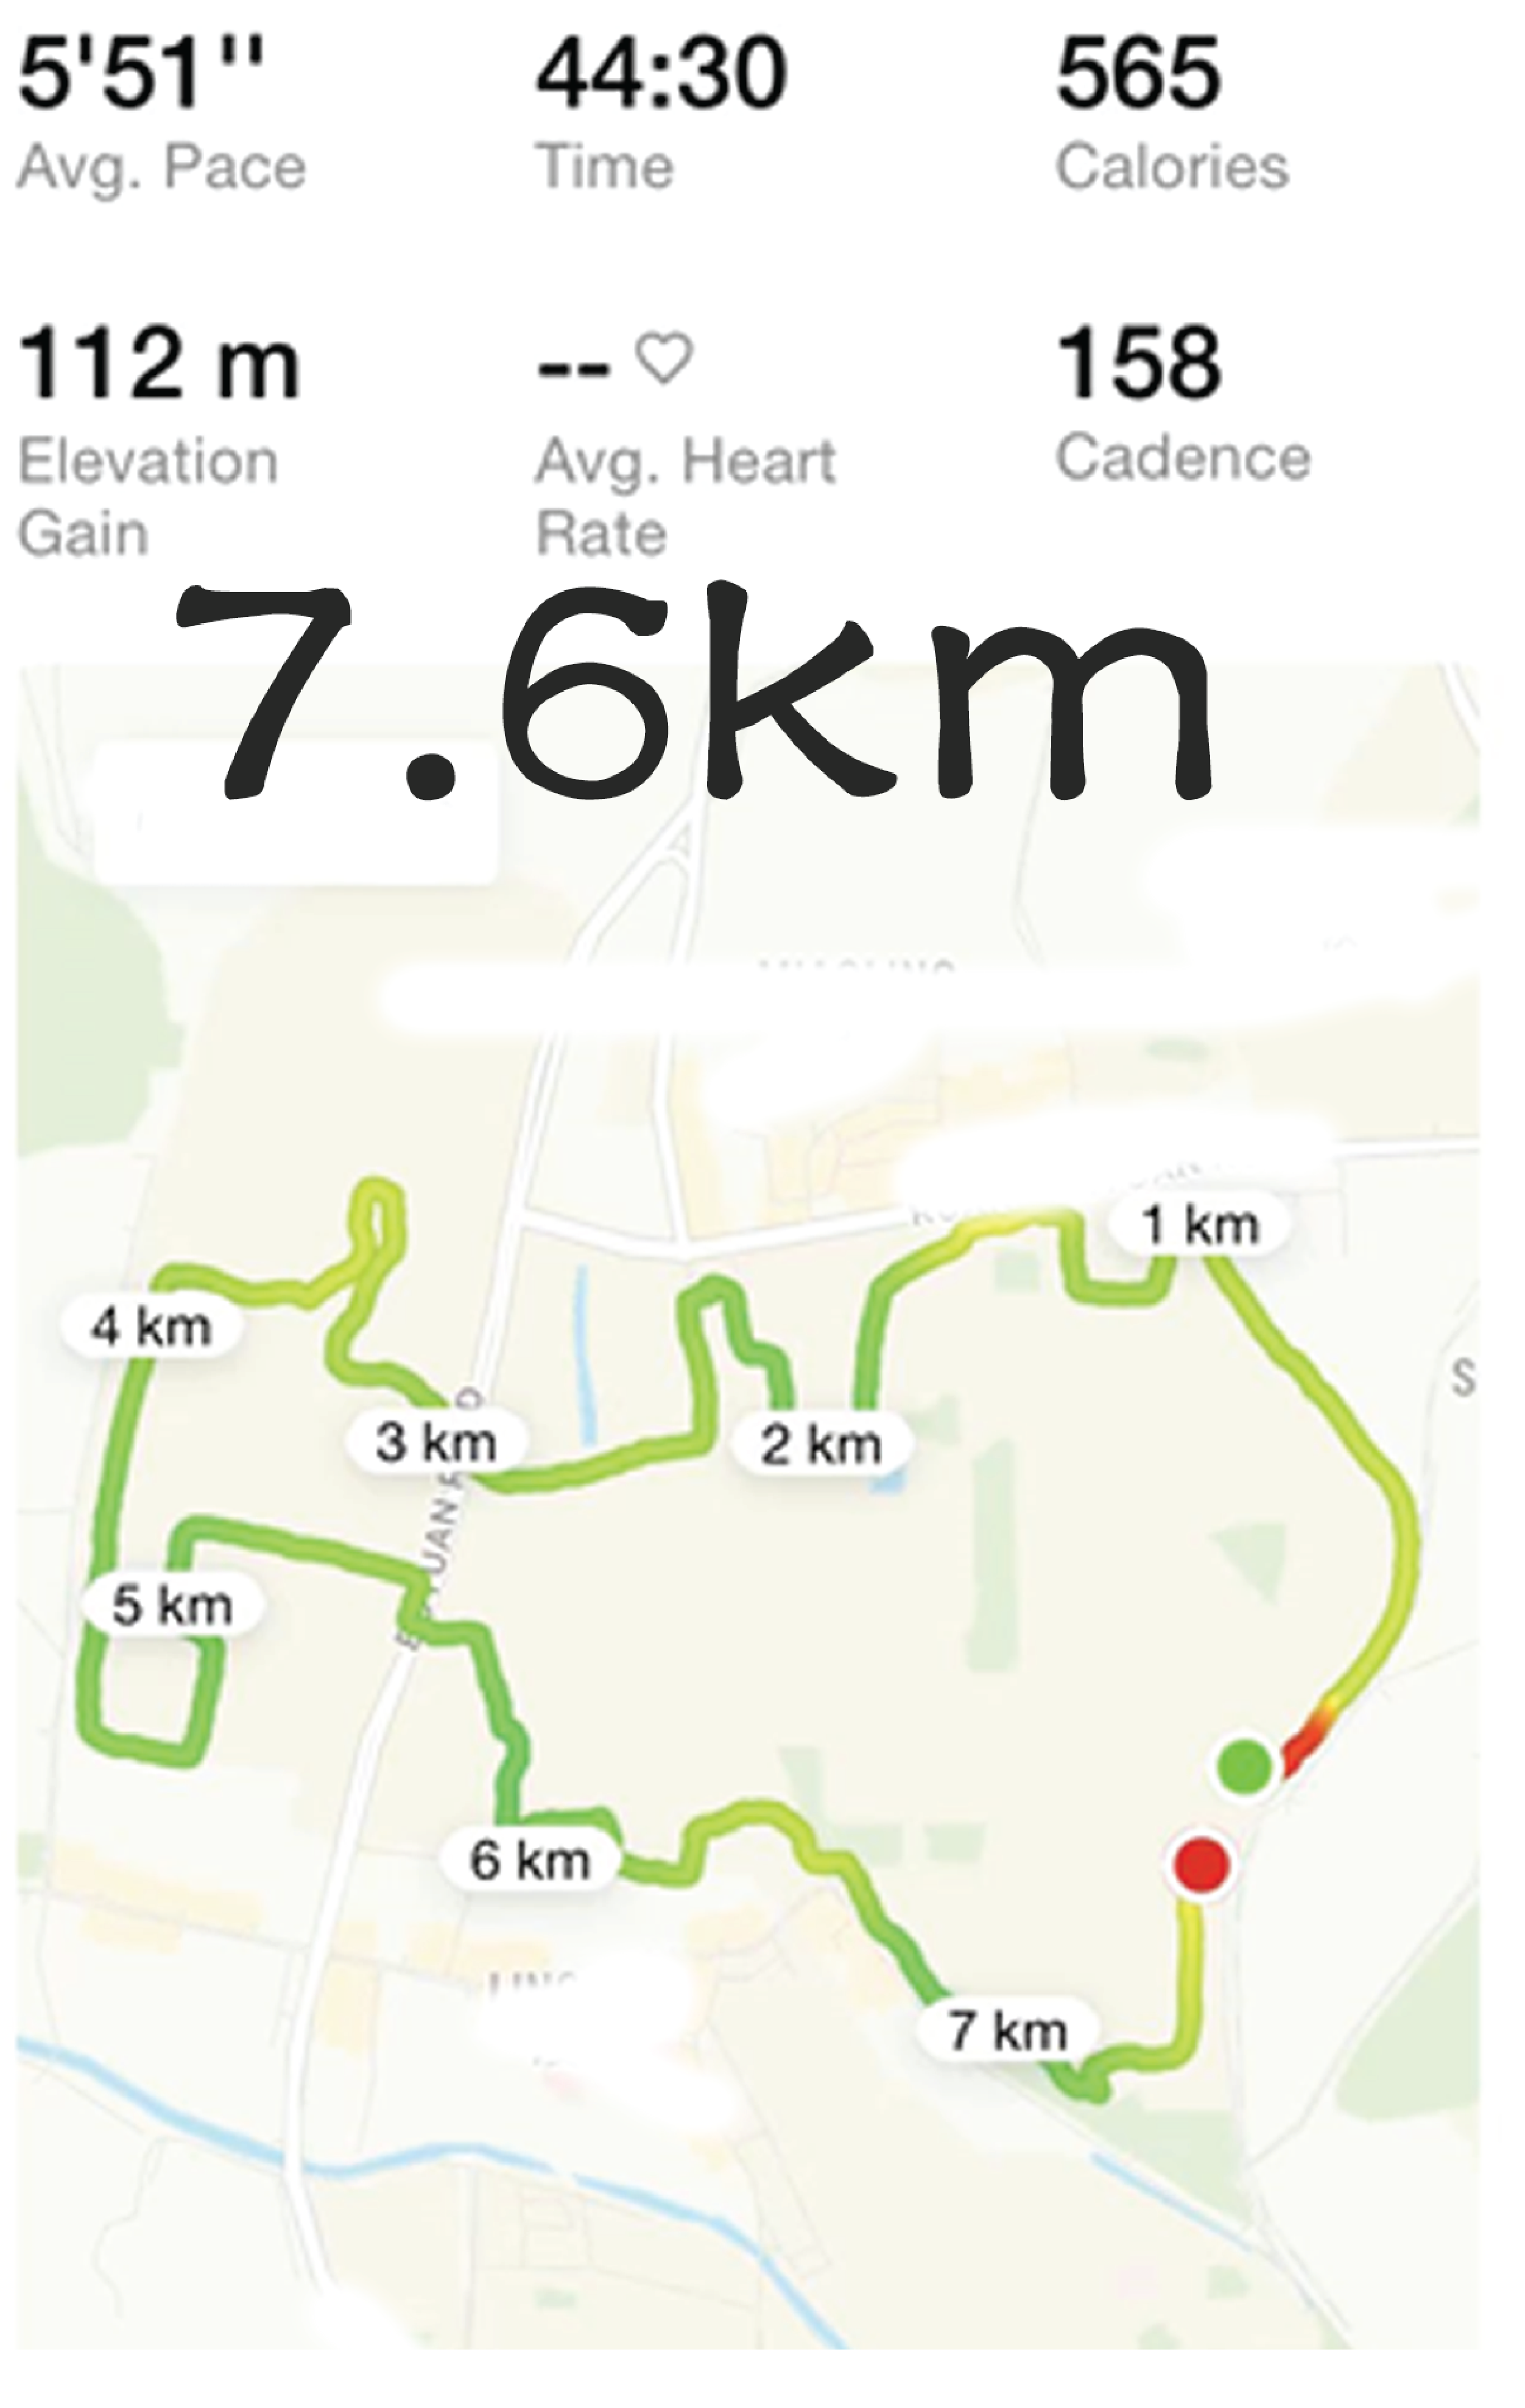 5'51''
Avg. Pace
44:30
Time
565
Calories
112 m
Elevation
Gain
--
Avg. Heart
Rate
158
Cadence
7.6km
1 km
4 km
S
3 km
2 km
5 km
6 km
7 km